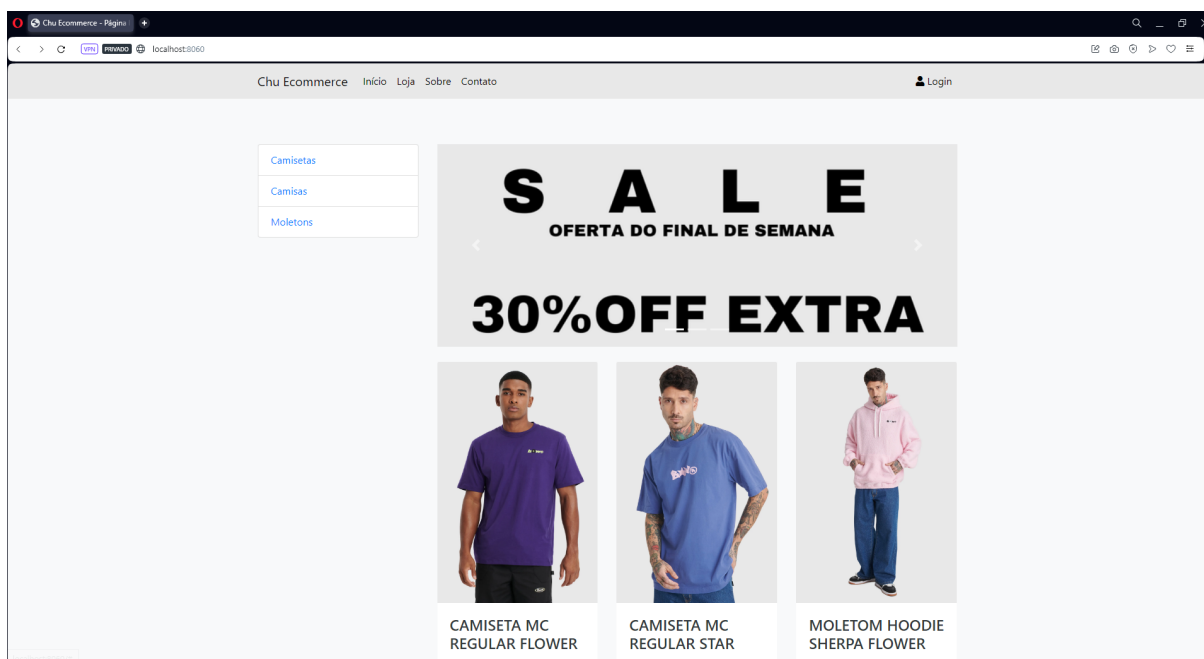 Chu Ecommerce - Página
VPN PRIVADO localhost:8060
Chu Ecommerce Início Loja Sobre Contato Login
Camisetas
Camisas
Moletons
SALE
OFERTA DO FINAL DE SEMANA
30%OFF EXTRA
CAMISETA MC
REGULAR FLOWER
CAMISETA MC
REGULAR STAR
MOLETOM HOODIE
SHERPA FLOWER